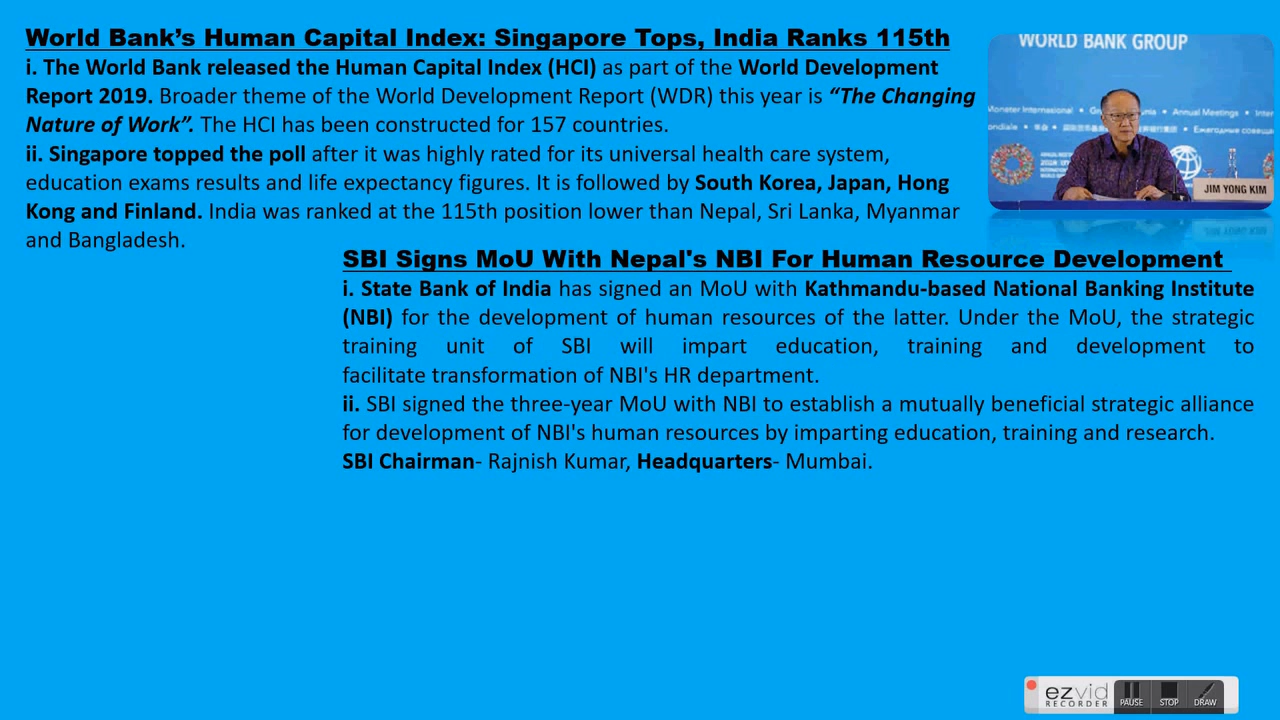 World Bank’s Human Capital Index: Singapore Tops, India Ranks 115th
i. The World Bank released the Human Capital Index (HCI) as part of the World Development
Report 2019. Broader theme of the World Development Report (WDR) this year is “The Changing
Nature of Work”. The HCI has been constructed for 157 countries.
ii. Singapore topped the poll after it was highly rated for its universal health care system,
education exams results and life expectancy figures. It is followed by South Korea, Japan, Hong
Kong and Finland. India was ranked at the 115th position lower than Nepal, Sri Lanka, Myanmar
and Bangladesh.
WORLD BANK GROUP
Annual Meetings
JIM YONG KIM
SBI Signs MoU With Nepal's NBI For Human Resource Development
i. State Bank of India has signed an MoU with Kathmandu-based National Banking Institute
(NBI) for the development of human resources of the latter. Under the MoU, the strategic
training unit of SBI will impart education, training and development to
facilitate transformation of NBI's HR department.
ii. SBI signed the three-year MoU with NBI to establish a mutually beneficial strategic alliance
for development of NBI's human resources by imparting education, training and research.
SBI Chairman- Rajnish Kumar, Headquarters- Mumbai.
ezvid
RECORDER
PAUSE STOP DRAW